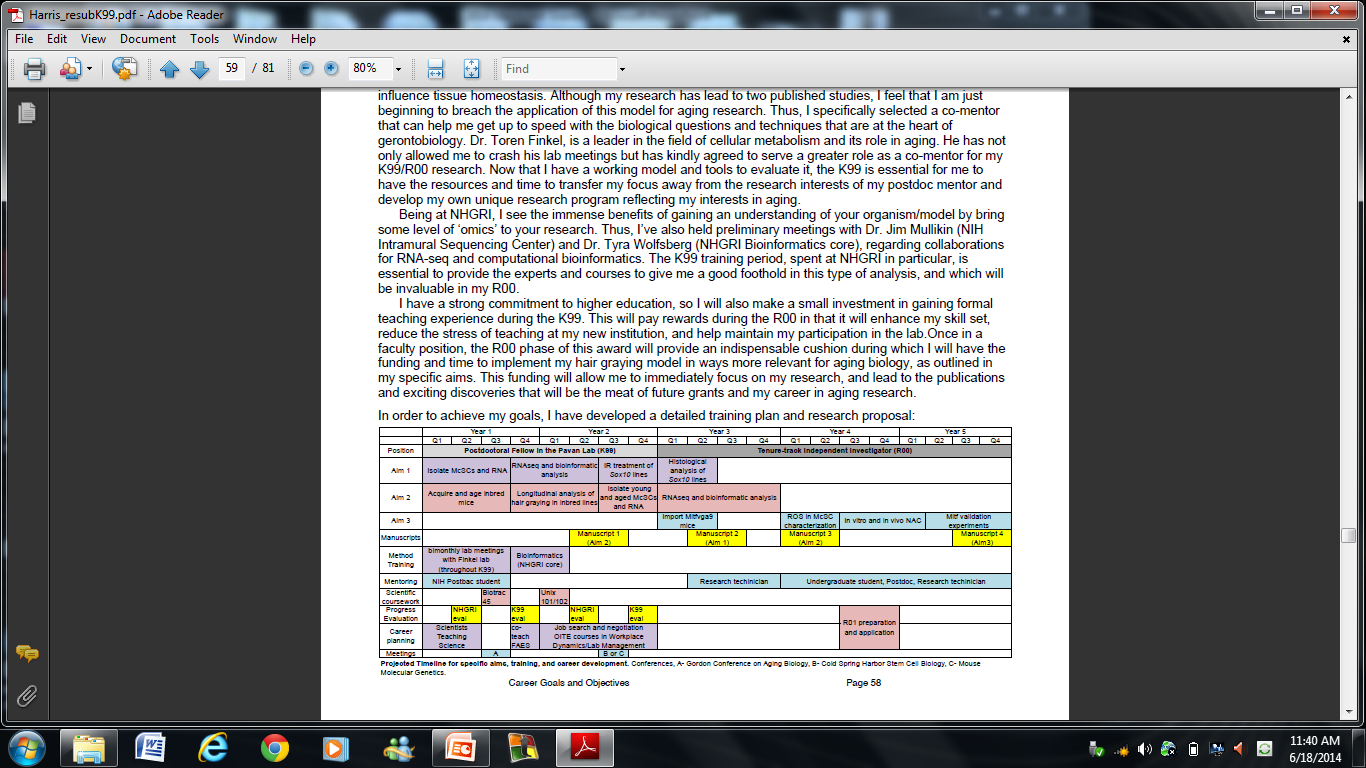 Harris_resubK99.pdf - Adobe Reader
File Edit View Document Tools Window Help
59 / 81 80% Find
influence tissue homeostasis. Although my research has lead to two published studies, I feel that I am just
beginning to breach the application of this model for aging research. Thus, I specifically selected a co-mentor
that can help me get up to speed with the biological questions and techniques that are at the heart of
gerontobiology. Dr. Toren Finkel, is a leader in the field of cellular metabolism and its role in aging. He has not
only allowed me to crash his lab meetings but has kindly agreed to serve a greater role as a co-mentor for my
K99/R00 research. Now that I have a working model and tools to evaluate it, the K99 is essential for me to
have the resources and time to transfer my focus away from the research interests of my postdoc mentor and
develop my own unique research program reflecting my interests in aging.
Being at NHGRI, I see the immense benefits of gaining an understanding of your organism/model by bring
some level of ‘omics’ to your research. Thus, I’ve also held preliminary meetings with Dr. Jim Mullikin (NIH
Intramural Sequencing Center) and Dr. Tyra Wolfsberg (NHGRI Bioinformatics core), regarding collaborations
for RNA-seq and computational bioinformatics. The K99 training period, spent at NHGRI in particular, is
essential to provide the experts and courses to give me a good foothold in this type of analysis, and which will
be invaluable in my R00.
I have a strong commitment to higher education, so I will also make a small investment in gaining formal
teaching experience during the K99. This will pay rewards during the R00 in that it will enhance my skill set,
reduce the stress of teaching at my new institution, and help maintain my participation in the lab.Once in a
faculty position, the R00 phase of this award will provide an indispensable cushion during which I will have the
funding and time to implement my hair graying model in ways more relevant for aging biology, as outlined in
my specific aims. This funding will allow me to immediately focus on my research, and lead to the publications
and exciting discoveries that will be the meat of future grants and my career in aging research.
In order to achieve my goals, I have developed a detailed training plan and research proposal:
Year 1 Year 2 Year 3 Year 4 Year 5
Q1 Q2 Q3 Q4 Q1 Q2 Q3 Q4 Q1 Q2 Q3 Q4 Q1 Q2 Q3 Q4 Q1 Q2 Q3 Q4
Position Postdoctoral Fellow in the Pavan Lab (K99) Tenure-track Independent Investigator (R00)
Aim 1
Isolate McSCs and RNA
RNAseq and bioinformatic
analysis
IR treatment of
Sox10 lines
Histological
analysis of
Sox10 lines
Aim 2
Acquire and age inbred
mice
Longitudinal analysis of
hair graying in inbred lines
Isolate young
and aged McSCs
and RNA
RNAseq and bioinformatic analysis
Aim 3
Import Mitfvga9
mice
ROS in McSC
characterization
In vitro and in vivo NAC
Mitf validation
experiments
Manuscripts
Manuscript 1
(Aim 2)
Manuscript 2
(Aim 1)
Manuscript 3
(Aim 2)
Manuscript 4
(Aim3)
Method
Training
bimonthly lab meetings
with Finkel lab
(throughout K99)
Bioinformatics
(NHGRI core)
Mentoring NIH Postbac student Research techinician Undergraduate student, Postdoc, Research techinician
Scientific
coursework
Biotrac
45
Unix
101/102
Progress
Evaluation
NHGRI
eval
K99
eval
NHGRI
eval
K99
eval
R01 preparation
and application
Career
planning
Scientists
Teaching
Science
co-
teach
FAES
Job search and negotiation
OITE courses in Workplace
Dynamics/Lab Management
Meetings A B or C
Projected Timeline for specific aims, training, and career development. Conferences, A- Gordon Conference on Aging Biology, B- Cold Spring Harbor Stem Cell Biology, C- Mouse
Molecular Genetics.
Career Goals and Objectives Page 58
11:40 AM
6/18/2014